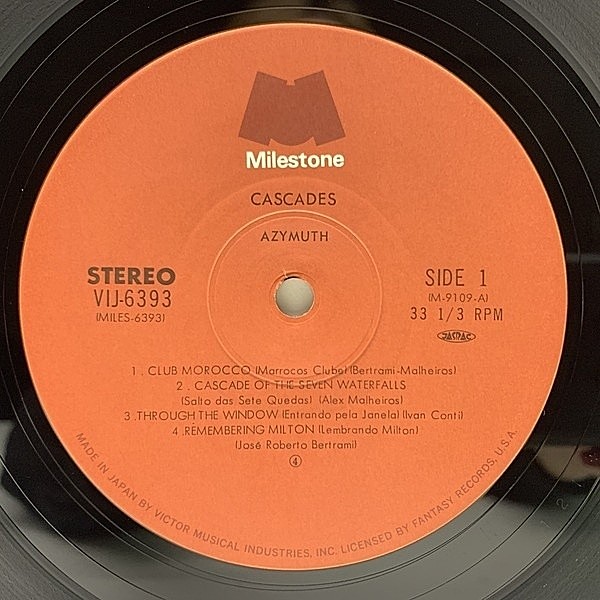 Milestone
CASCADES
AZYMUTH
STEREO
VIJ-6393
(MILES-6393)
SIDE 1
(M-9109-A)
33 1/3 RPM
JASRAC
1. CLUB MOROCCO (Marrocos Clube) (Bertrami-Malheiros)
2. CASCADE OF THE SEVEN WATERFALLS
(Salto das Sete Quedas) (Alex Malheiros)
3. THROUGH THE WINDOW (Entrando pela Janela) (Ivan Conti)
4. REMEMBERING MILTON (Lembrando Milton)
(José Roberto Bertrami)
④
MADE IN JAPAN BY VICTOR MUSICAL INDUSTRIES, INC. LICENSED BY FANTASY RECORDS, U.S.A.